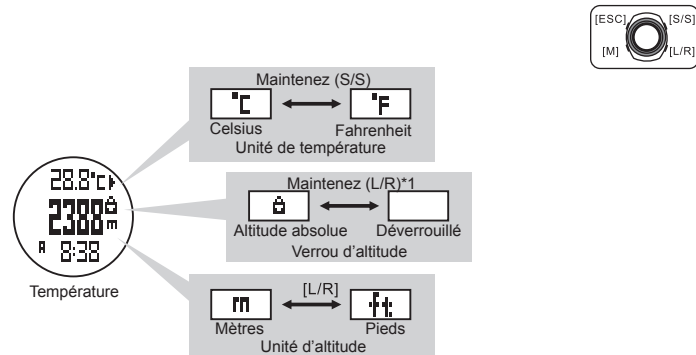 [ESC] [S/S]
[M] [L/R]
Maintenez (S/S)
°C °F
Celsius Fahrenheit
Unité de température
28.8°C
2388 m
A 8:38
Température
Maintenez (L/R)*1
Altitude absolue Déverrouillé
Verrou d’altitude
[L/R]
m ft
Mètres Pieds
Unité d’altitude